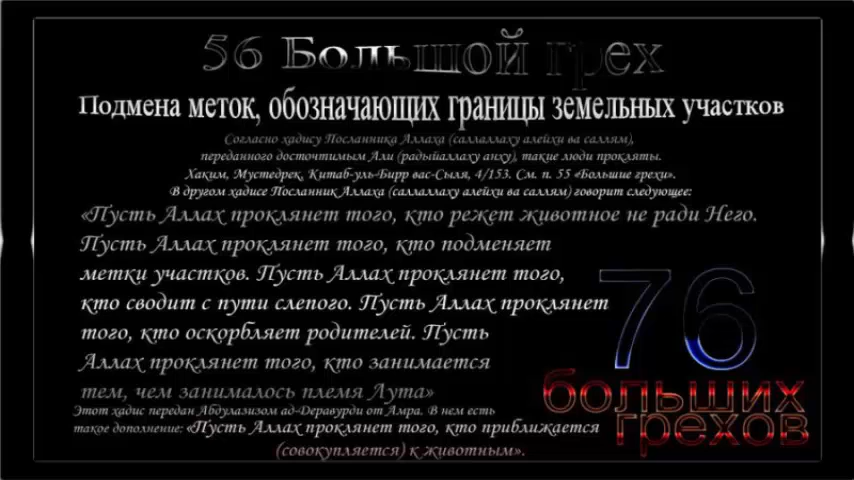 56 Большой грех
Подмена меток, обозначающих границы земельных участков
Согласно хадису Посланника Аллаха (саллаллаху алейхи ва саллям),
переданного досточтимым Али (радыйаллаху анху), такие люди прокляты.
Хаким, Мустедрек, Китаб-уль-Бирр вас-Сыля, 4/153. См. п. 55 «Большие грехи».
В другом хадисе Посланник Аллаха (саллаллаху алейхи ва саллям) говорит следующее:
«Пусть Аллах проклянет того, кто режет животное не ради Него.
Пусть Аллах проклянет того, кто подменяет
метки участков. Пусть Аллах проклянет того,
кто сводит с пути слепого. Пусть Аллах проклянет
того, кто оскорбляет родителей. Пусть
Аллах проклянет того, кто занимается
тем, чем занималось племя Лута»
Этот хадис передан Абдулазизом ад-Деравурди от Амра. В нем есть
такое дополнение: «Пусть Аллах проклянет того, кто приближается
(совокупляется) к животным».
76
больших
грехов